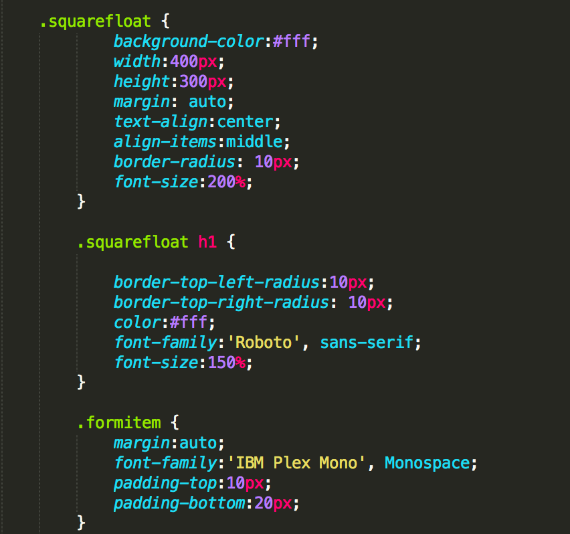 .squarefloat {
background-color:#fff;
width:400px;
height:300px;
margin: auto;
text-align:center;
align-items:middle;
border-radius: 10px;
font-size:200%;
}
.squarefloat h1 {
border-top-left-radius:10px;
border-top-right-radius: 10px;
color:#fff;
font-family:'Roboto', sans-serif;
font-size:150%;
}
.formitem {
margin:auto;
font-family:'IBM Plex Mono', Monospace;
padding-top:10px;
padding-bottom:20px;
}